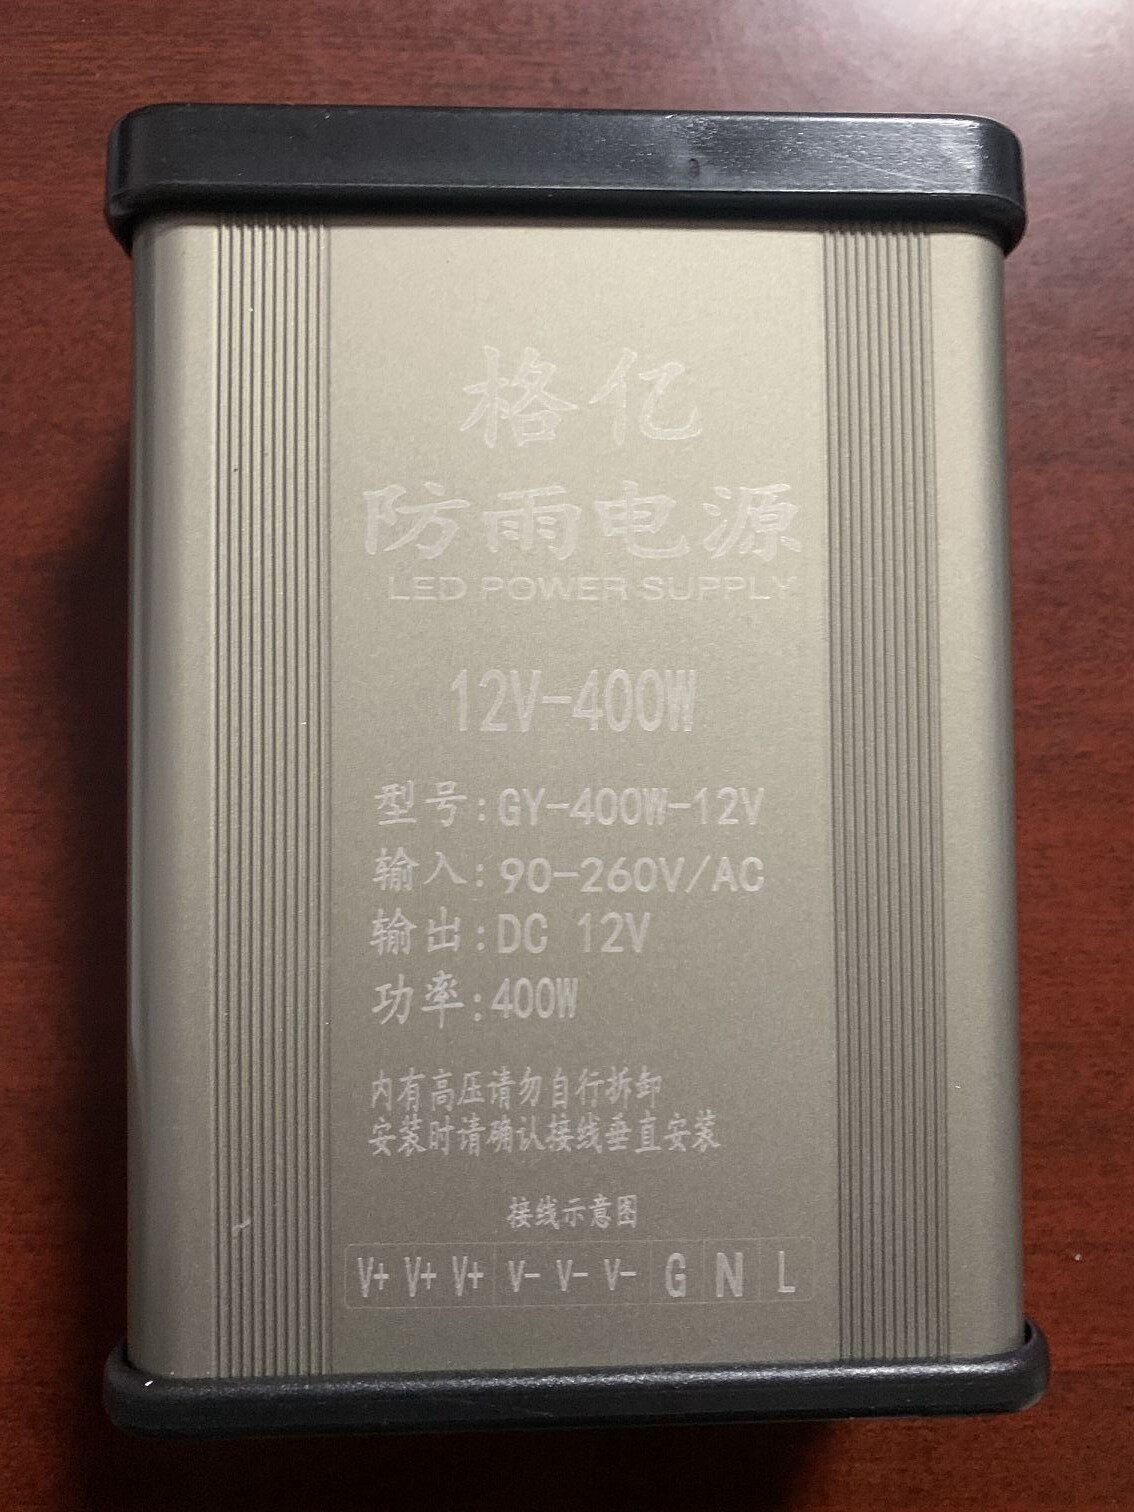 格亿
防雨电源
LED POWER SUPPLY
12V-400W
型号:GY-400W-12V
输入:90-260V/AC
输出:DC 12V
功率:400W
内有高压请勿自行拆卸
安装时请确认接线垂直安装
接线示意图
V+ V+ V+ V- V- V- G N L